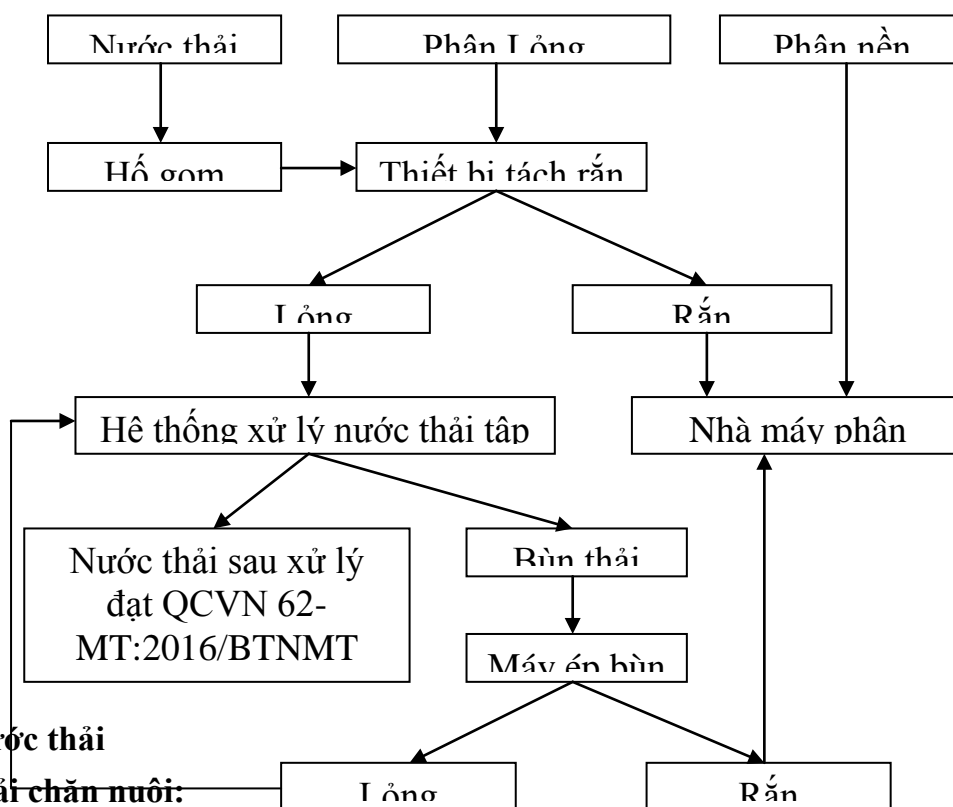 Nước thải
Phân Lỏng
Phân nền
Hố gom
Thiết bị tách rắn
Lỏng
Rắn
Hệ thống xử lý nước thải tập
Nhà máy phân
Nước thải sau xử lý
đạt QCVN 62-
MT:2016/BTNMT
Bùn thải
Máy ép bùn
thải
chăn nuôi:
Lỏng
Rắn